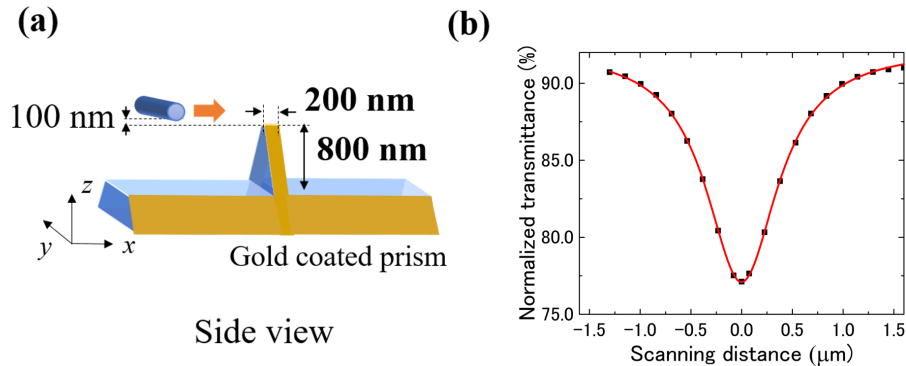 (a)
100 nm
200 nm
800 nm
z
y
x
Gold coated prism
Side view
(b)
Normalized transmittance (%)
90.0
85.0
80.0
75.0
−1.5 −1.0 −0.5 0.0 0.5 1.0 1.5
Scanning distance (μm)